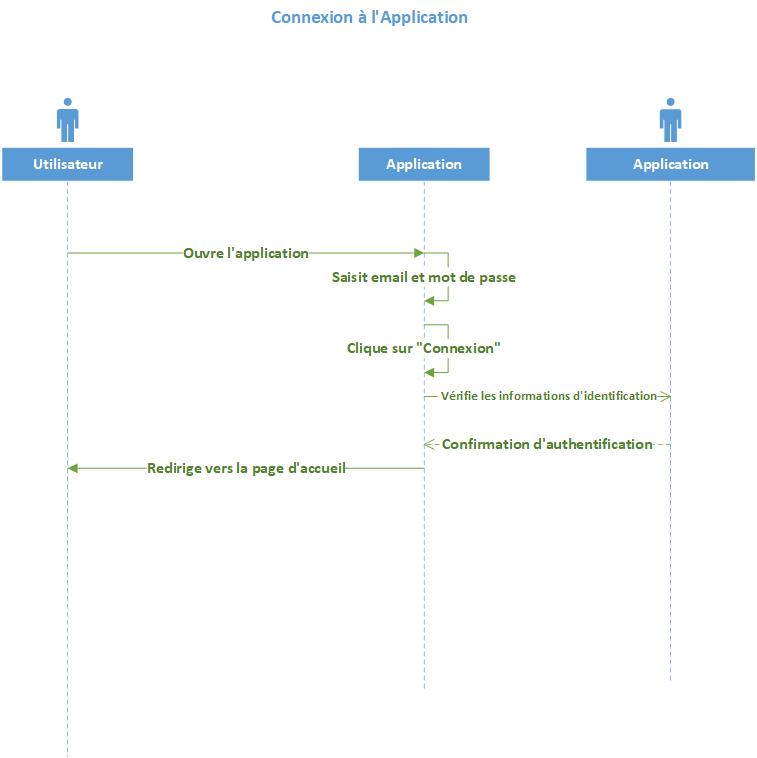 Connexion à l'Application
Utilisateur
Application
Application
Ouvre l'application
Saisit email et mot de passe
Clique sur "Connexion"
Vérifie les informations d'identification
Confirmation d'authentification
Redirige vers la page d'accueil